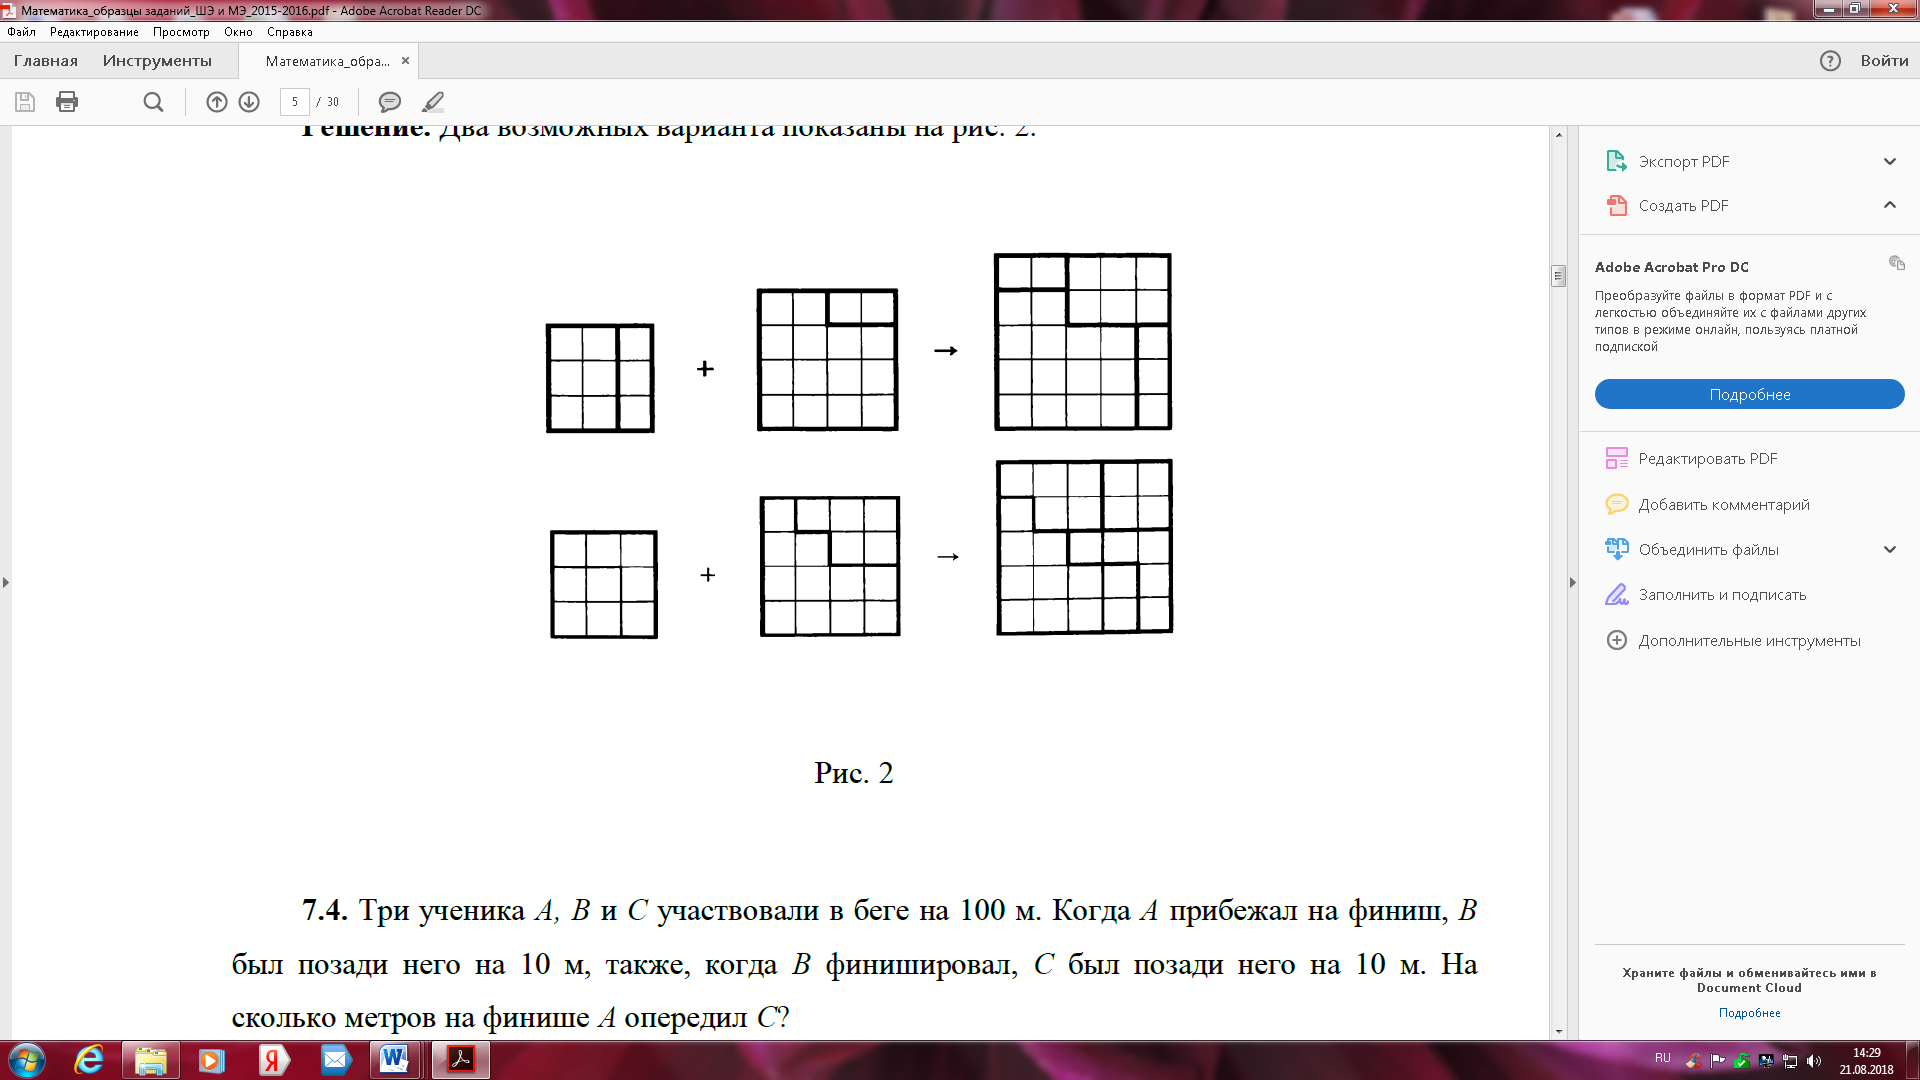 Математика_образцы заданий_ШЭ и МЭ_2015-2016.pdf - Adobe Acrobat Reader DC
Файл Редактирование Просмотр Окно Справка
Главная Инструменты Математика_обра... × ? Войти
5 / 30
Решение. Два возможных варианта показаны на рис. 2.
+ →
+ →
Рис. 2
7.4. Три ученика A, B и C участвовали в беге на 100 м. Когда A прибежал на финиш, B
был позади него на 10 м, также, когда B финишировал, C был позади него на 10 м. На
сколько метров на финише A опередил C?
Экспорт PDF
Создать PDF
Adobe Acrobat Pro DC
Преобразуйте файлы в формат PDF и с
легкостью объединяйте их с файлами других
типов в режиме онлайн, пользуясь платной
подпиской
Подробнее
Редактировать PDF
Добавить комментарий
Объединить файлы
Заполнить и подписать
Дополнительные инструменты
Храните файлы и обменивайтесь ими в
Document Cloud
Подробнее
RU
14:29
21.08.2018